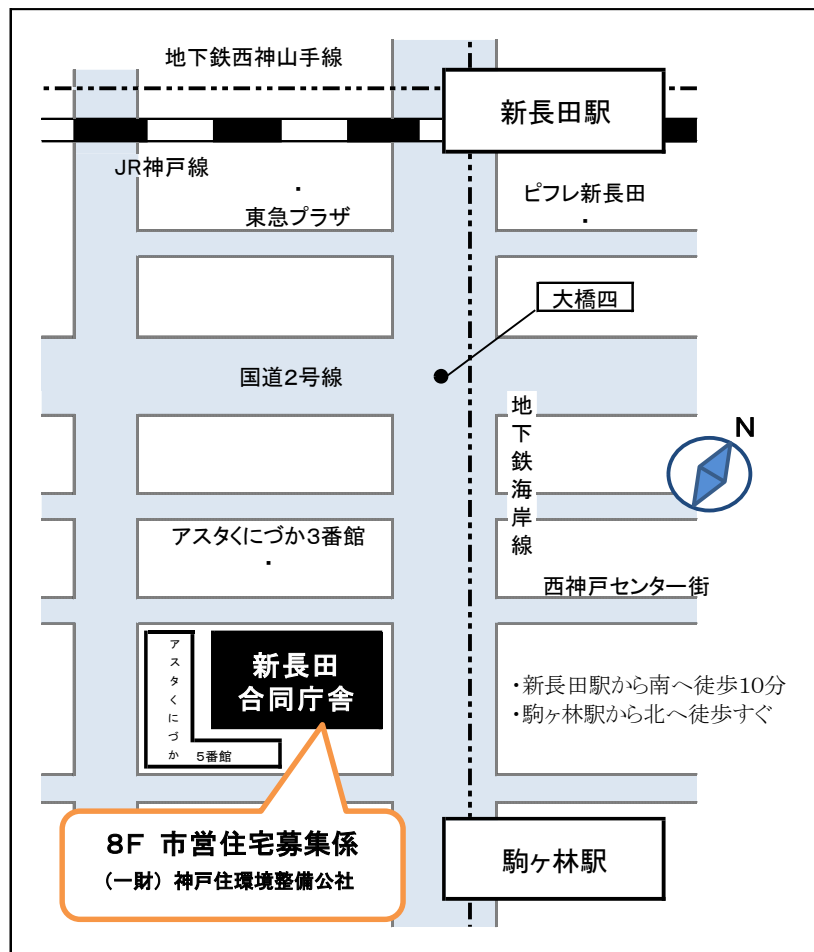 地下鉄西神山手線
新長田駅
JR神戸線
ピフレ新長田
東急プラザ
大橋四
国道2号線
地下鉄海岸線
N
アスタくにづか3番館
西神戸センター街
アスタくにづか
5番館
新長田
合同庁舎
・新長田駅から南へ徒歩10分
・駒ヶ林駅から北へ徒歩すぐ
8F 市営住宅募集係
（一財）神戸住環境整備公社
駒ヶ林駅